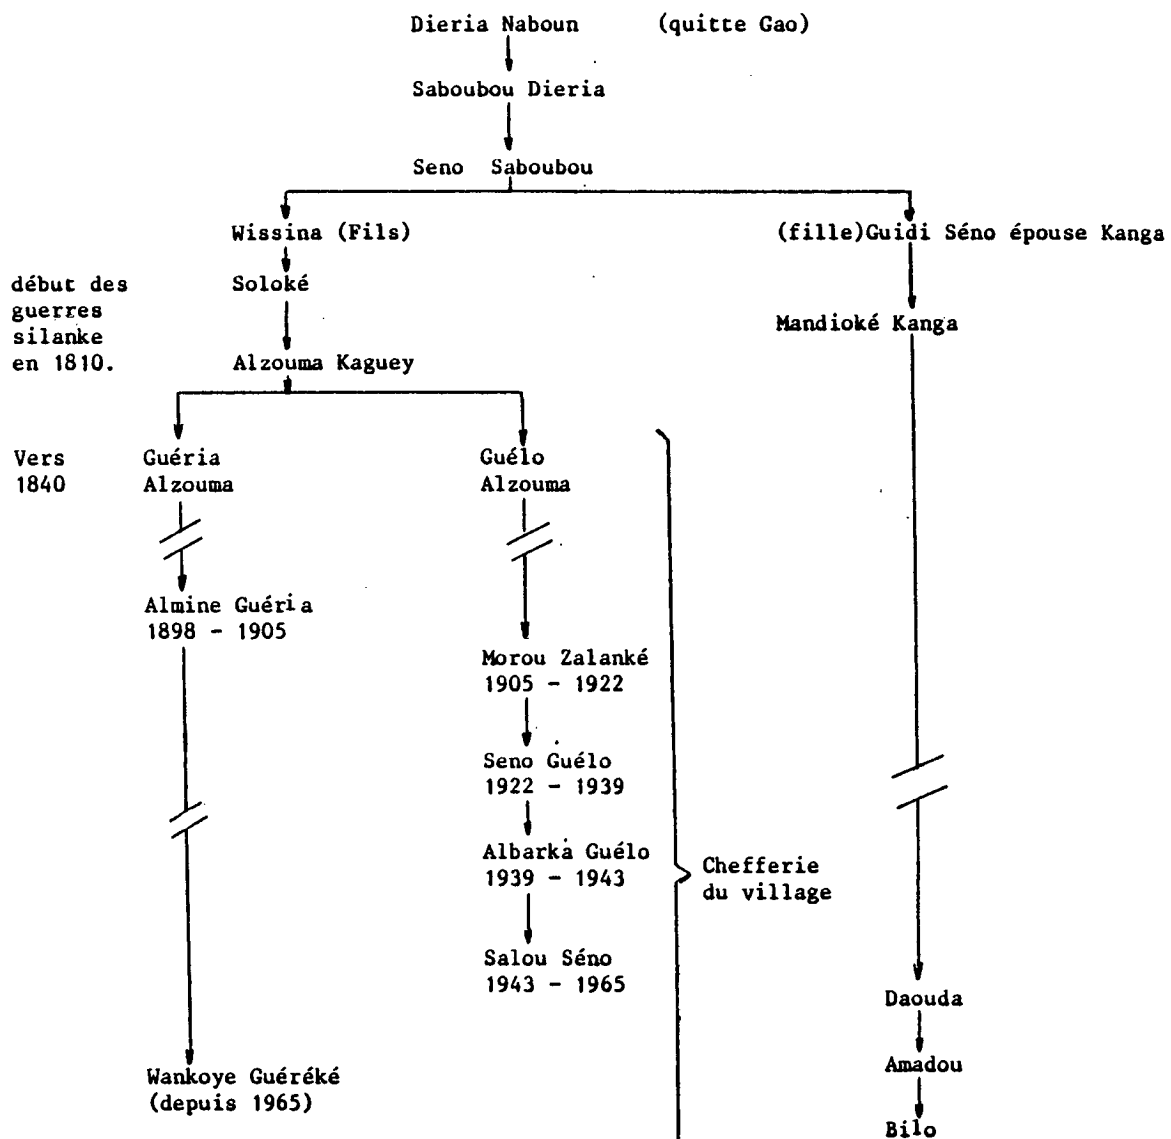 Dieria Naboun (quitte Gao)
Saboubou Dieria
Seno Saboubou
Wissina (Fils)
(fille)Guidi Séno épouse Kanga
début des
guerres
silanke
en 1810.
Soloké
Mandioké Kanga
Alzouma Kaguey
Vers
1840
Guéria
Alzouma
Guélo
Alzouma
Almine Guéria
1898 - 1905
Morou Zalanké
1905 - 1922
Seno Guélo
1922 - 1939
Albarka Guélo
1939 - 1943
Chefferie
du village
Salou Séno
1943 - 1965
Daouda
Amadou
Bilo
Wankoye Guéréké
(depuis 1965)